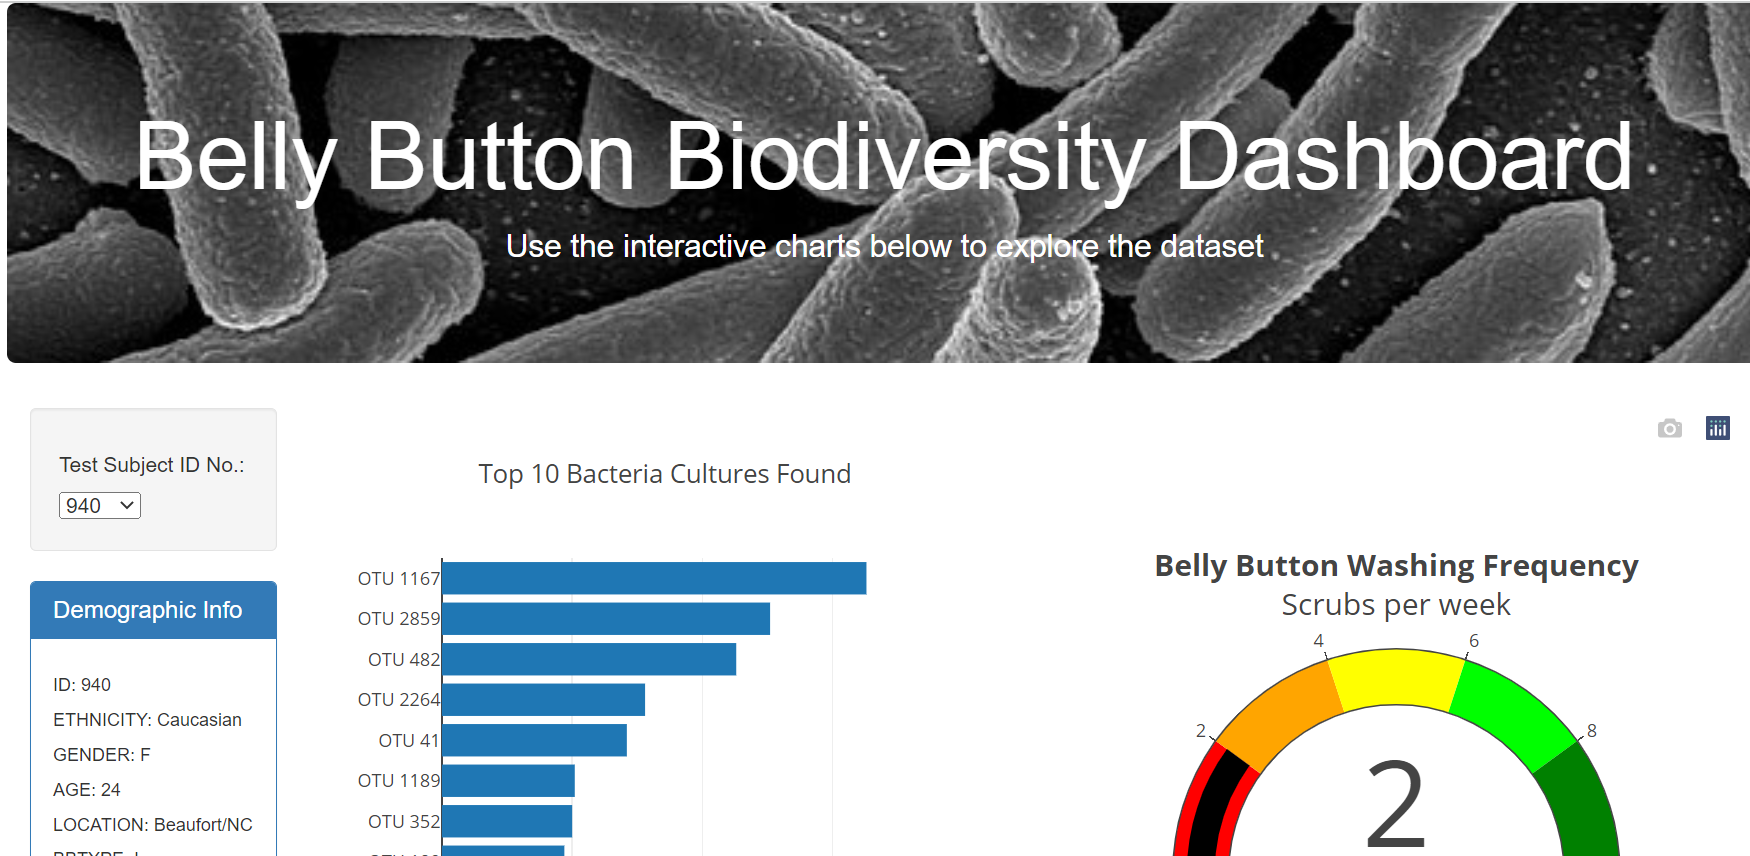 Belly Button Biodiversity Dashboard
Use the interactive charts below to explore the dataset
Test Subject ID No.:
940
Demographic Info
ID: 940
ETHNICITY: Caucasian
GENDER: F
AGE: 24
LOCATION: Beaufort/NC
Top 10 Bacteria Cultures Found
OTU 1167
OTU 2859
OTU 482
OTU 2264
OTU 41
OTU 1189
OTU 352
Belly Button Washing Frequency
Scrubs per week
4
6
2
8
2